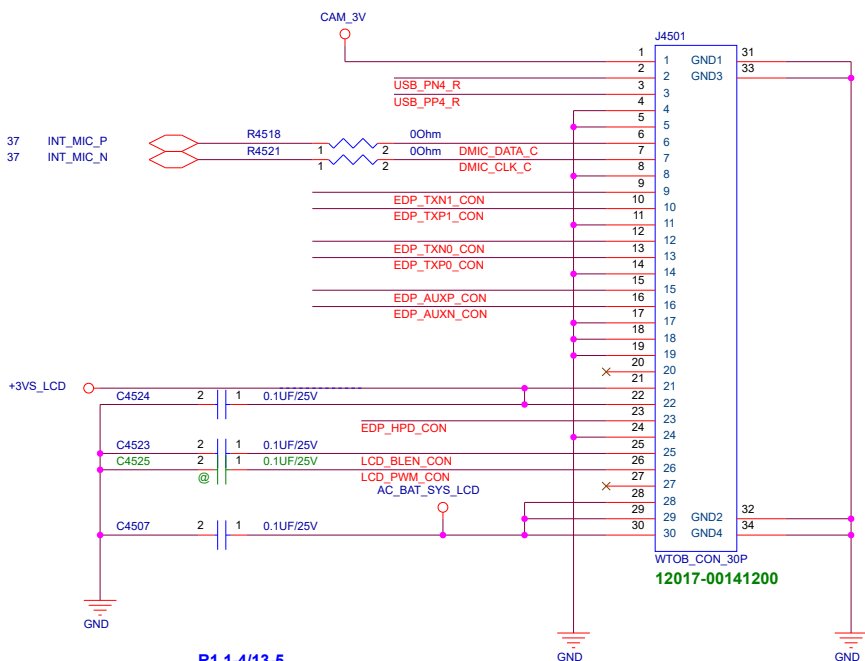 CAM_3V
J4501
1 1 GND1 31
2 2 GND3 33
USB_PN4_R
3 3
USB_PP4_R
4 4
5 5
37 INT_MIC_P R4518 1 2 0Ohm DMIC_DATA_C 6 6
37 INT_MIC_N R4521 1 2 0Ohm DMIC_CLK_C 7 7
8 8
9 9
EDP_TXN1_CON
10 10
EDP_TXP1_CON
11 11
12 12
EDP_TXN0_CON
13 13
EDP_TXP0_CON
14 14
15 15
EDP_AUXP_CON
16 16
EDP_AUXN_CON
17 17
18 18
19 19
20 20
+3VS_LCD 21 21
C4524 2 1 0.1UF/25V 22 22
23 23
EDP_HPD_CON
24 24
C4523 2 1 0.1UF/25V 25 25
LCD_BLEN_CON
C4525 2 1 0.1UF/25V 26 26
@ LCD_PWM_CON
27 27
AC_BAT_SYS_LCD
28 28
29 29 GND2 32
C4507 2 1 0.1UF/25V 30 30 GND4 34
WTOB_CON_30P
12017-00141200
GND
GND
GND
R1.1-4/13-5